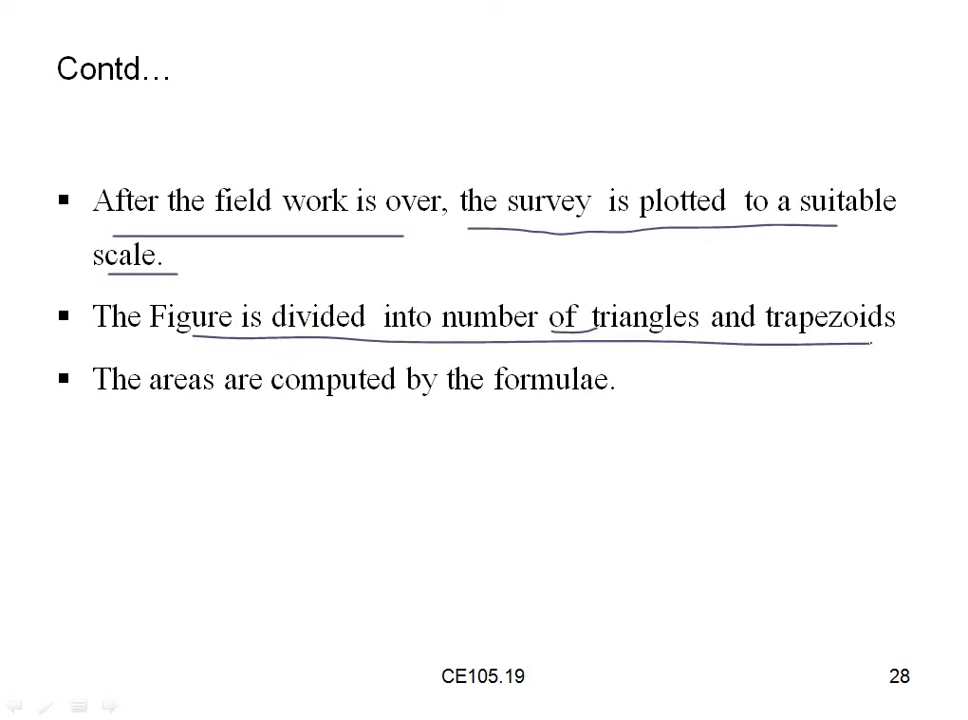 Contd...
▪ After the field work is over, the survey is plotted to a suitable
scale.
▪ The Figure is divided into number of triangles and trapezoids
▪ The areas are computed by the formulae.
CE105.19
28